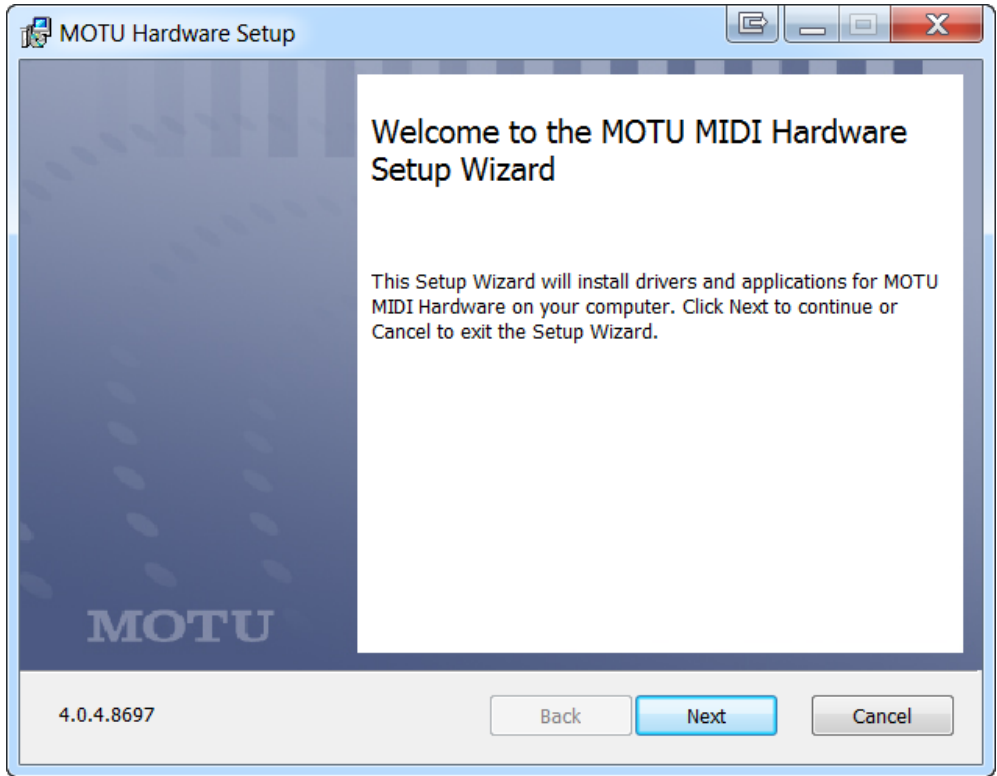 MOTU Hardware Setup
Welcome to the MOTU MIDI Hardware
Setup Wizard
This Setup Wizard will install drivers and applications for MOTU
MIDI Hardware on your computer. Click Next to continue or
Cancel to exit the Setup Wizard.
MOTU
4.0.4.8697
Back
Next
Cancel